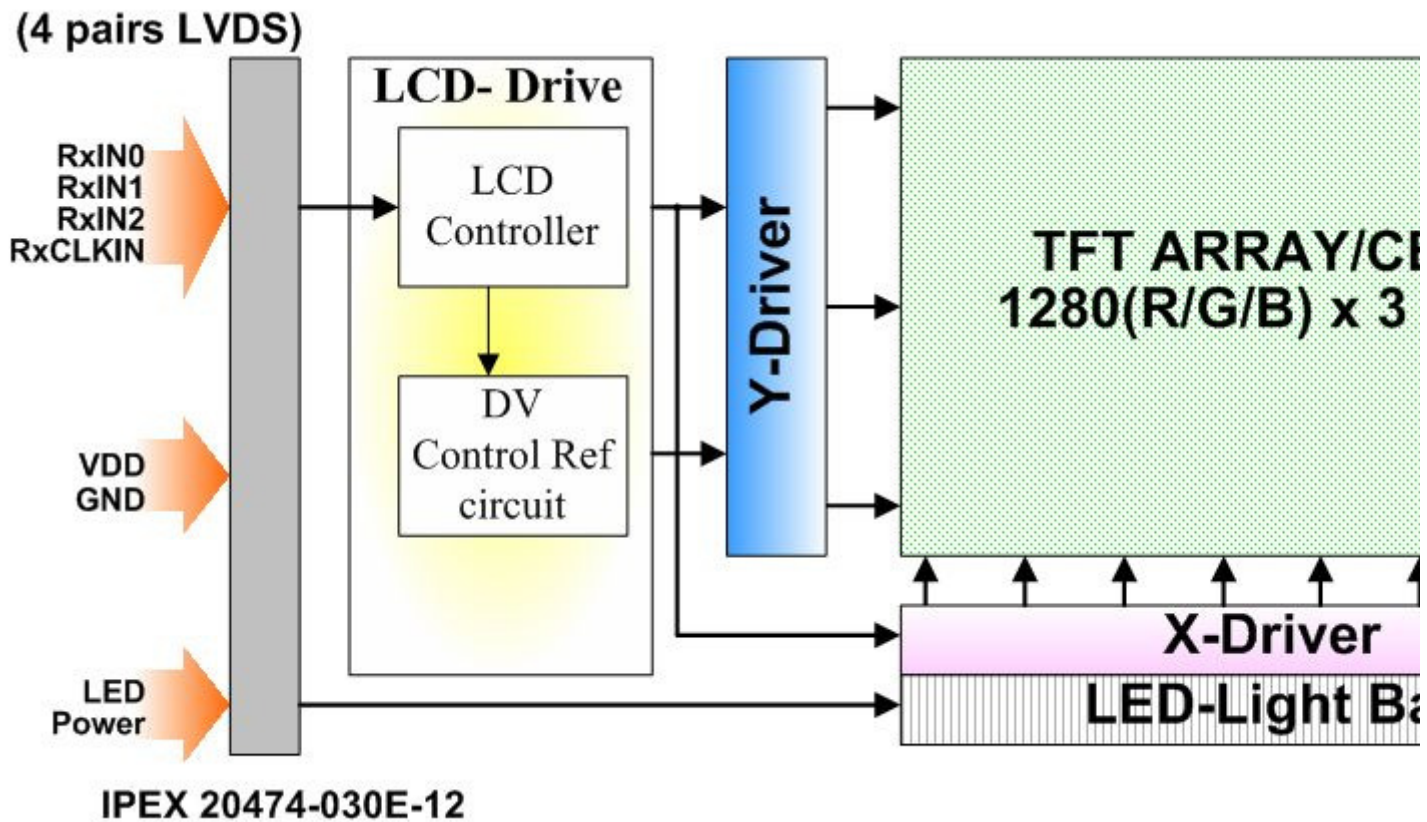 (4 pairs LVDS)
LCD- Drive
RxIN0
RxIN1
RxIN2
RxCLKIN
LCD
Controller
Y-Driver
TFT ARRAY/CE
1280(R/G/B) x 3
DV
Control Ref
circuit
VDD
GND
X-Driver
LED
Power
LED-Light Ba
IPEX 20474-030E-12